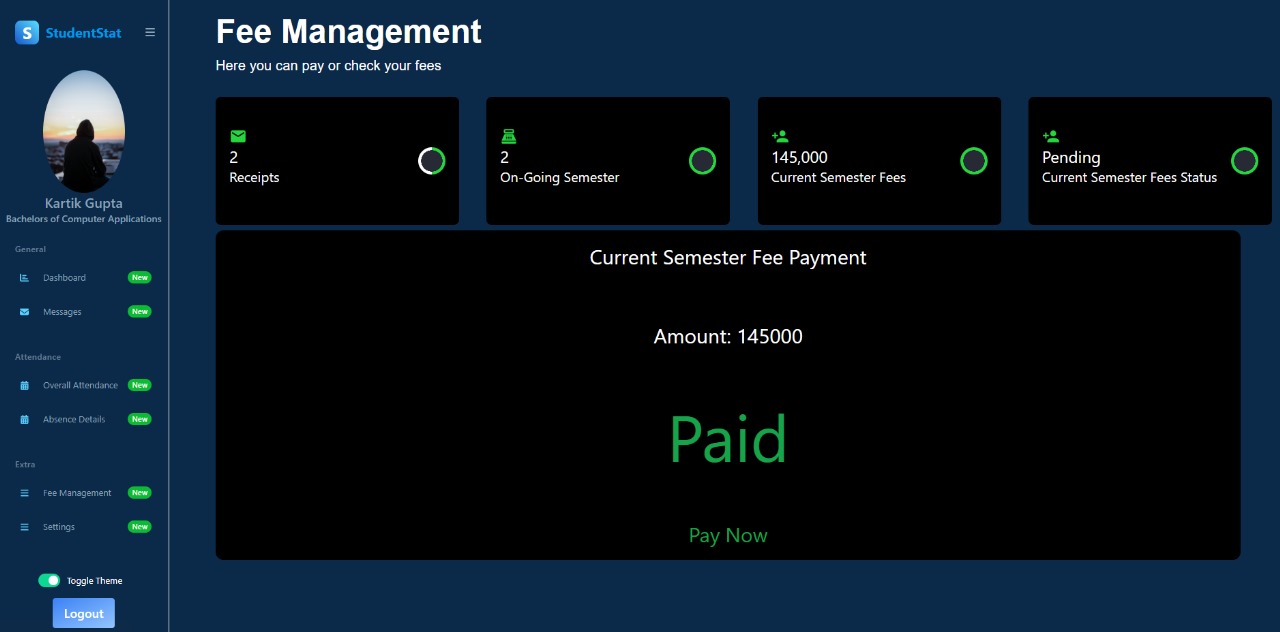 S StudentStat
Kartik Gupta
Bachelors of Computer Applications
General
Dashboard New
Messages New
Attendance
Overall Attendance New
Absence Details New
Extra
Fee Management New
Settings New
Toggle Theme
Logout
Fee Management
Here you can pay or check your fees
2
Receipts
2
On-Going Semester
145,000
Current Semester Fees
Pending
Current Semester Fees Status
Current Semester Fee Payment
Amount: 145000
Paid
Pay Now